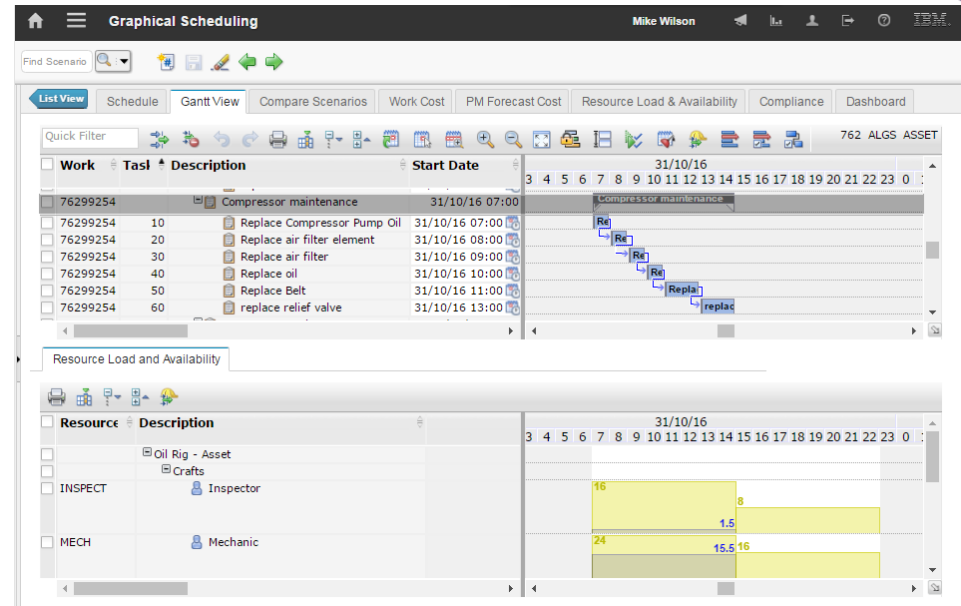 Graphical Scheduling Mike Wilson IBM.
Find Scenario
List View Schedule Gantt View Compare Scenarios Work Cost PM Forecast Cost Resource Load & Availability Compliance Dashboard
Quick Filter 762 ALGS ASSET
Work Task Description Start Date 31/10/16
3 4 5 6 7 8 9 10 11 12 13 14 15 16 17 18 19 20 21 22 23 0
76299254 Compressor maintenance 31/10/16 07:00 Compressor maintenance
76299254 10 Replace Compressor Pump Oil 31/10/16 07:00 Re
76299254 20 Replace air filter element 31/10/16 08:00 Re
76299254 30 Replace air filter 31/10/16 09:00 Re
76299254 40 Replace oil 31/10/16 10:00 Re
76299254 50 Replace Belt 31/10/16 11:00 Repla
76299254 60 replace relief valve 31/10/16 13:00 replac
Resource Load and Availability
Resource Description 31/10/16
3 4 5 6 7 8 9 10 11 12 13 14 15 16 17 18 19 20 21 22 23 0
Oil Rig - Asset
Crafts
INSPECT Inspector 16
8
1.5
MECH Mechanic 24 15.5 16